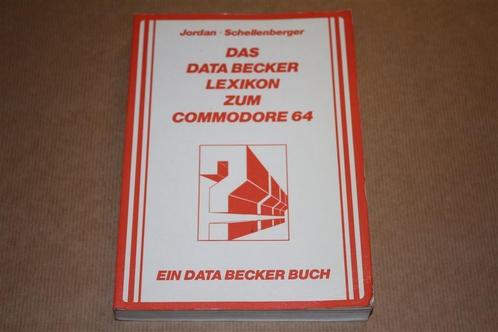 Jordan · Schellenberger
DAS
DATA BECKER
LEXIKON
ZUM
COMMODORE 64
EIN DATA BECKER BUCH